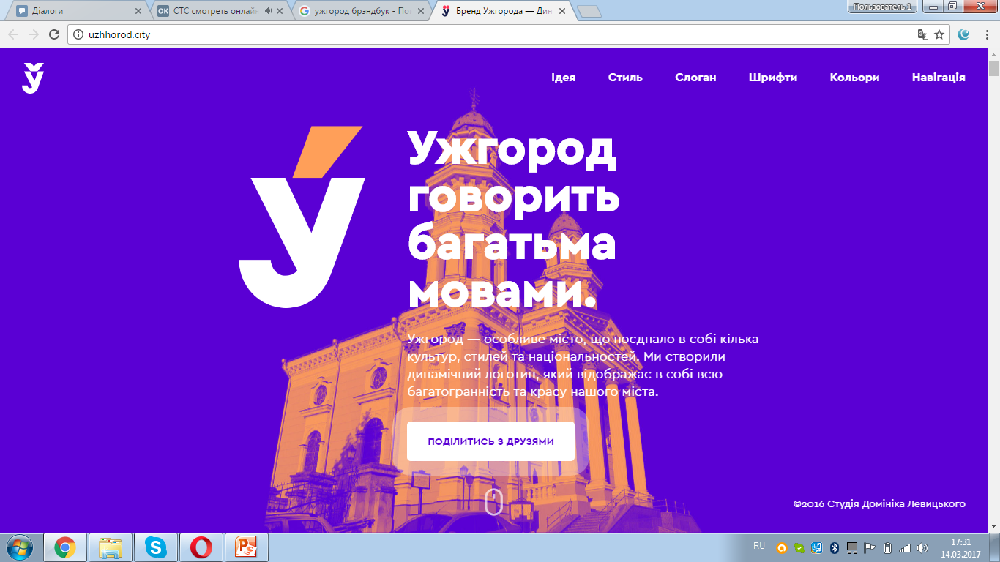 Діалоги
СТС смотреть онлайн
ужгород брэндбук - По
Бренд Ужгорода — Дин
Пользователь 1
uzhhorod.city
Ў
Ідея
Стиль
Слоган
Шрифти
Кольори
Навігація
У́
Ужгород
говорить
багатьма
мовами.
Ужгород — особливе місто, що поєднало в собі кілька
культур, стилей та національностей. Ми створили
динамічний логотип, який відображає в собі всю
багатогранність та красу нашого міста.
ПОДІЛИТИСЬ З ДРУЗЯМИ
©2016 Студія Домініка Левицького
RU
17:31
14.03.2017